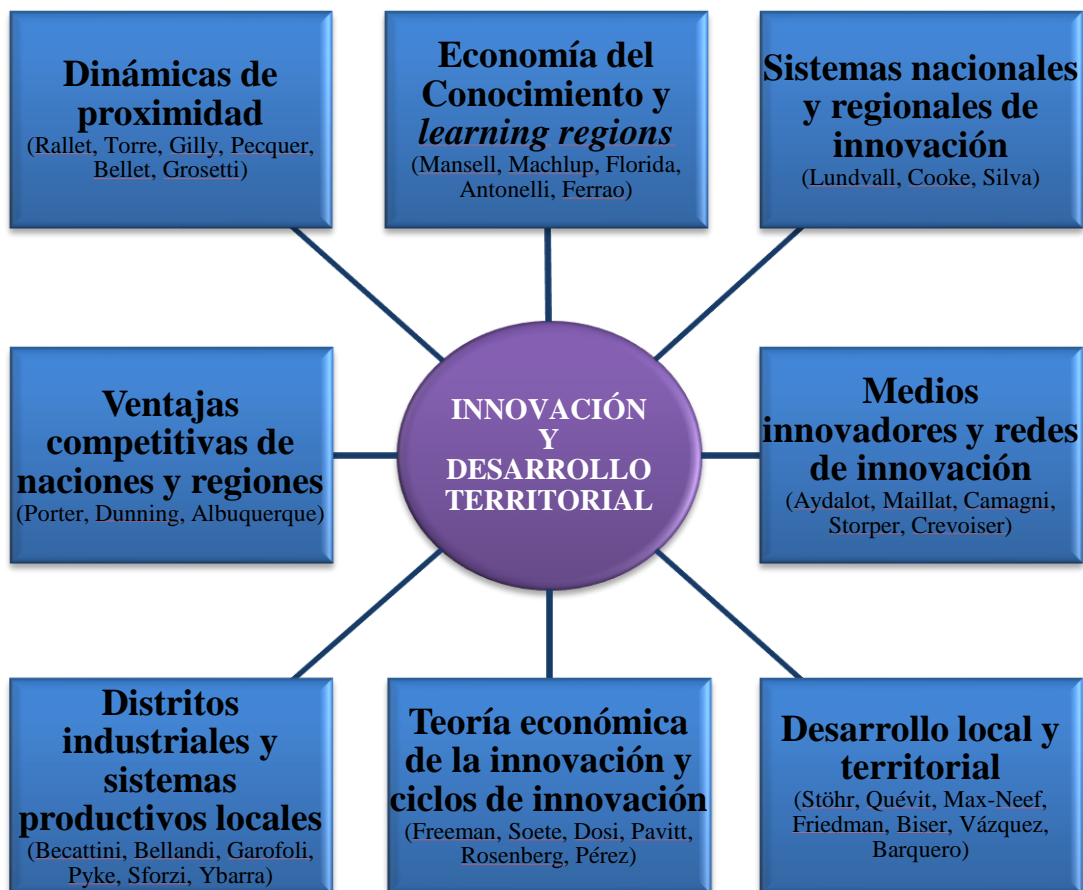 Dinámicas de
proximidad
(Rallet, Torre, Gilly, Pecquer,
Bellet, Grosetti)
Economía del
Conocimiento y
learning regions
(Mansell, Machlup, Florida,
Antonelli, Ferrao)
Sistemas nacionales
y regionales de
innovación
(Lundvall, Cooke, Silva)
Ventajas
competitivas de
naciones y regiones
(Porter, Dunning, Albuquerque)
INNOVACIÓN
Y
DESARROLLO
TERRITORIAL
Medios
innovadores y redes
de innovación
(Aydalot, Maillat, Camagni,
Storper, Crevoiser)
Distritos
industriales y
sistemas
productivos locales
(Becattini, Bellandi, Garofoli,
Pyke, Sforzi, Ybarra)
Teoría económica
de la innovación y
ciclos de innovación
(Freeman, Soete, Dosi, Pavitt,
Rosenberg, Pérez)
Desarrollo local y
territorial
(Stöhr, Quévit, Max-Neef,
Friedman, Biser, Vázquez,
Barquero)